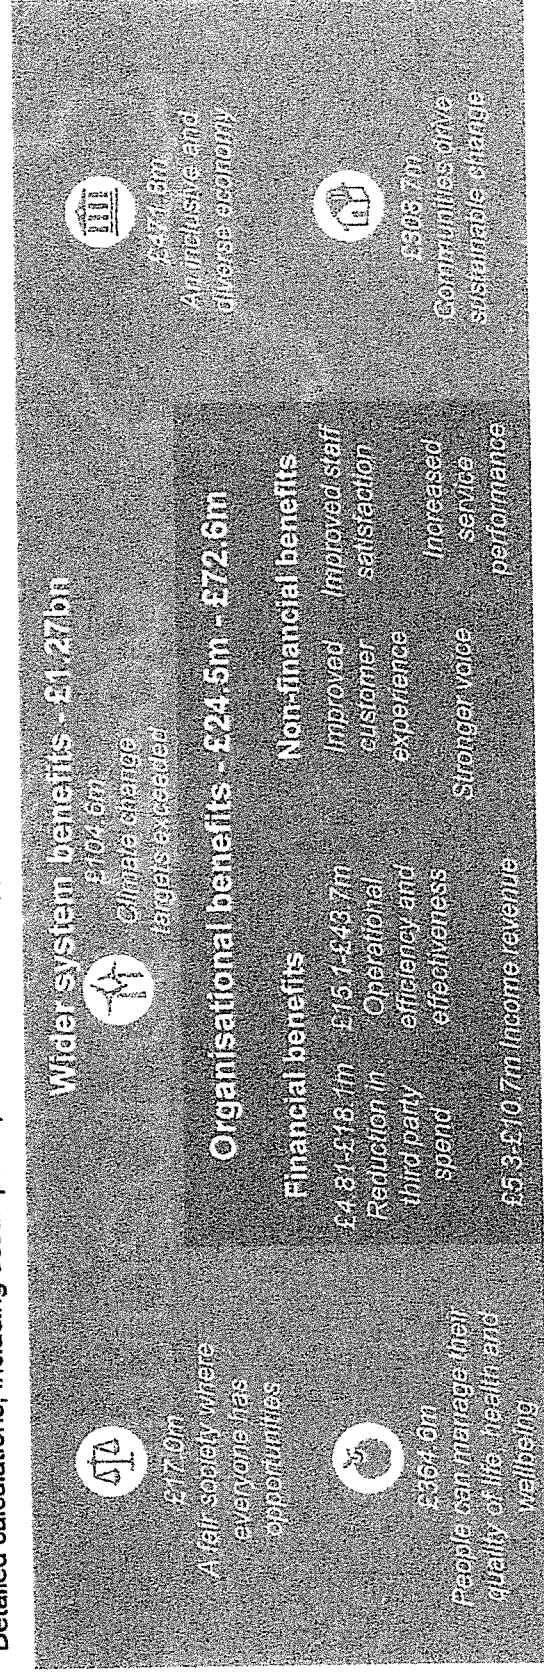 Detailed calculations, including
Wider system benefits - £1.27bn
£104.6m
Climate change
targets exceeded
£17.0m
A fair society where
everyone has
opportunities
£471.8m
An inclusive and
diverse economy
£364.6m
People can manage their
quality of life, health and
wellbeing
£308.7m
Communities drive
sustainable change
Organisational benefits - £24.5m - £72.6m
Financial benefits
£4.81-£18.1m
Reduction in
third party
spend
£15.1-£43.7m
Operational
efficiency and
effectiveness
£5.3-£10.7m Income revenue
Non-financial benefits
Improved
customer
experience
Improved staff
satisfaction
Stronger voice
Increased
service
performance